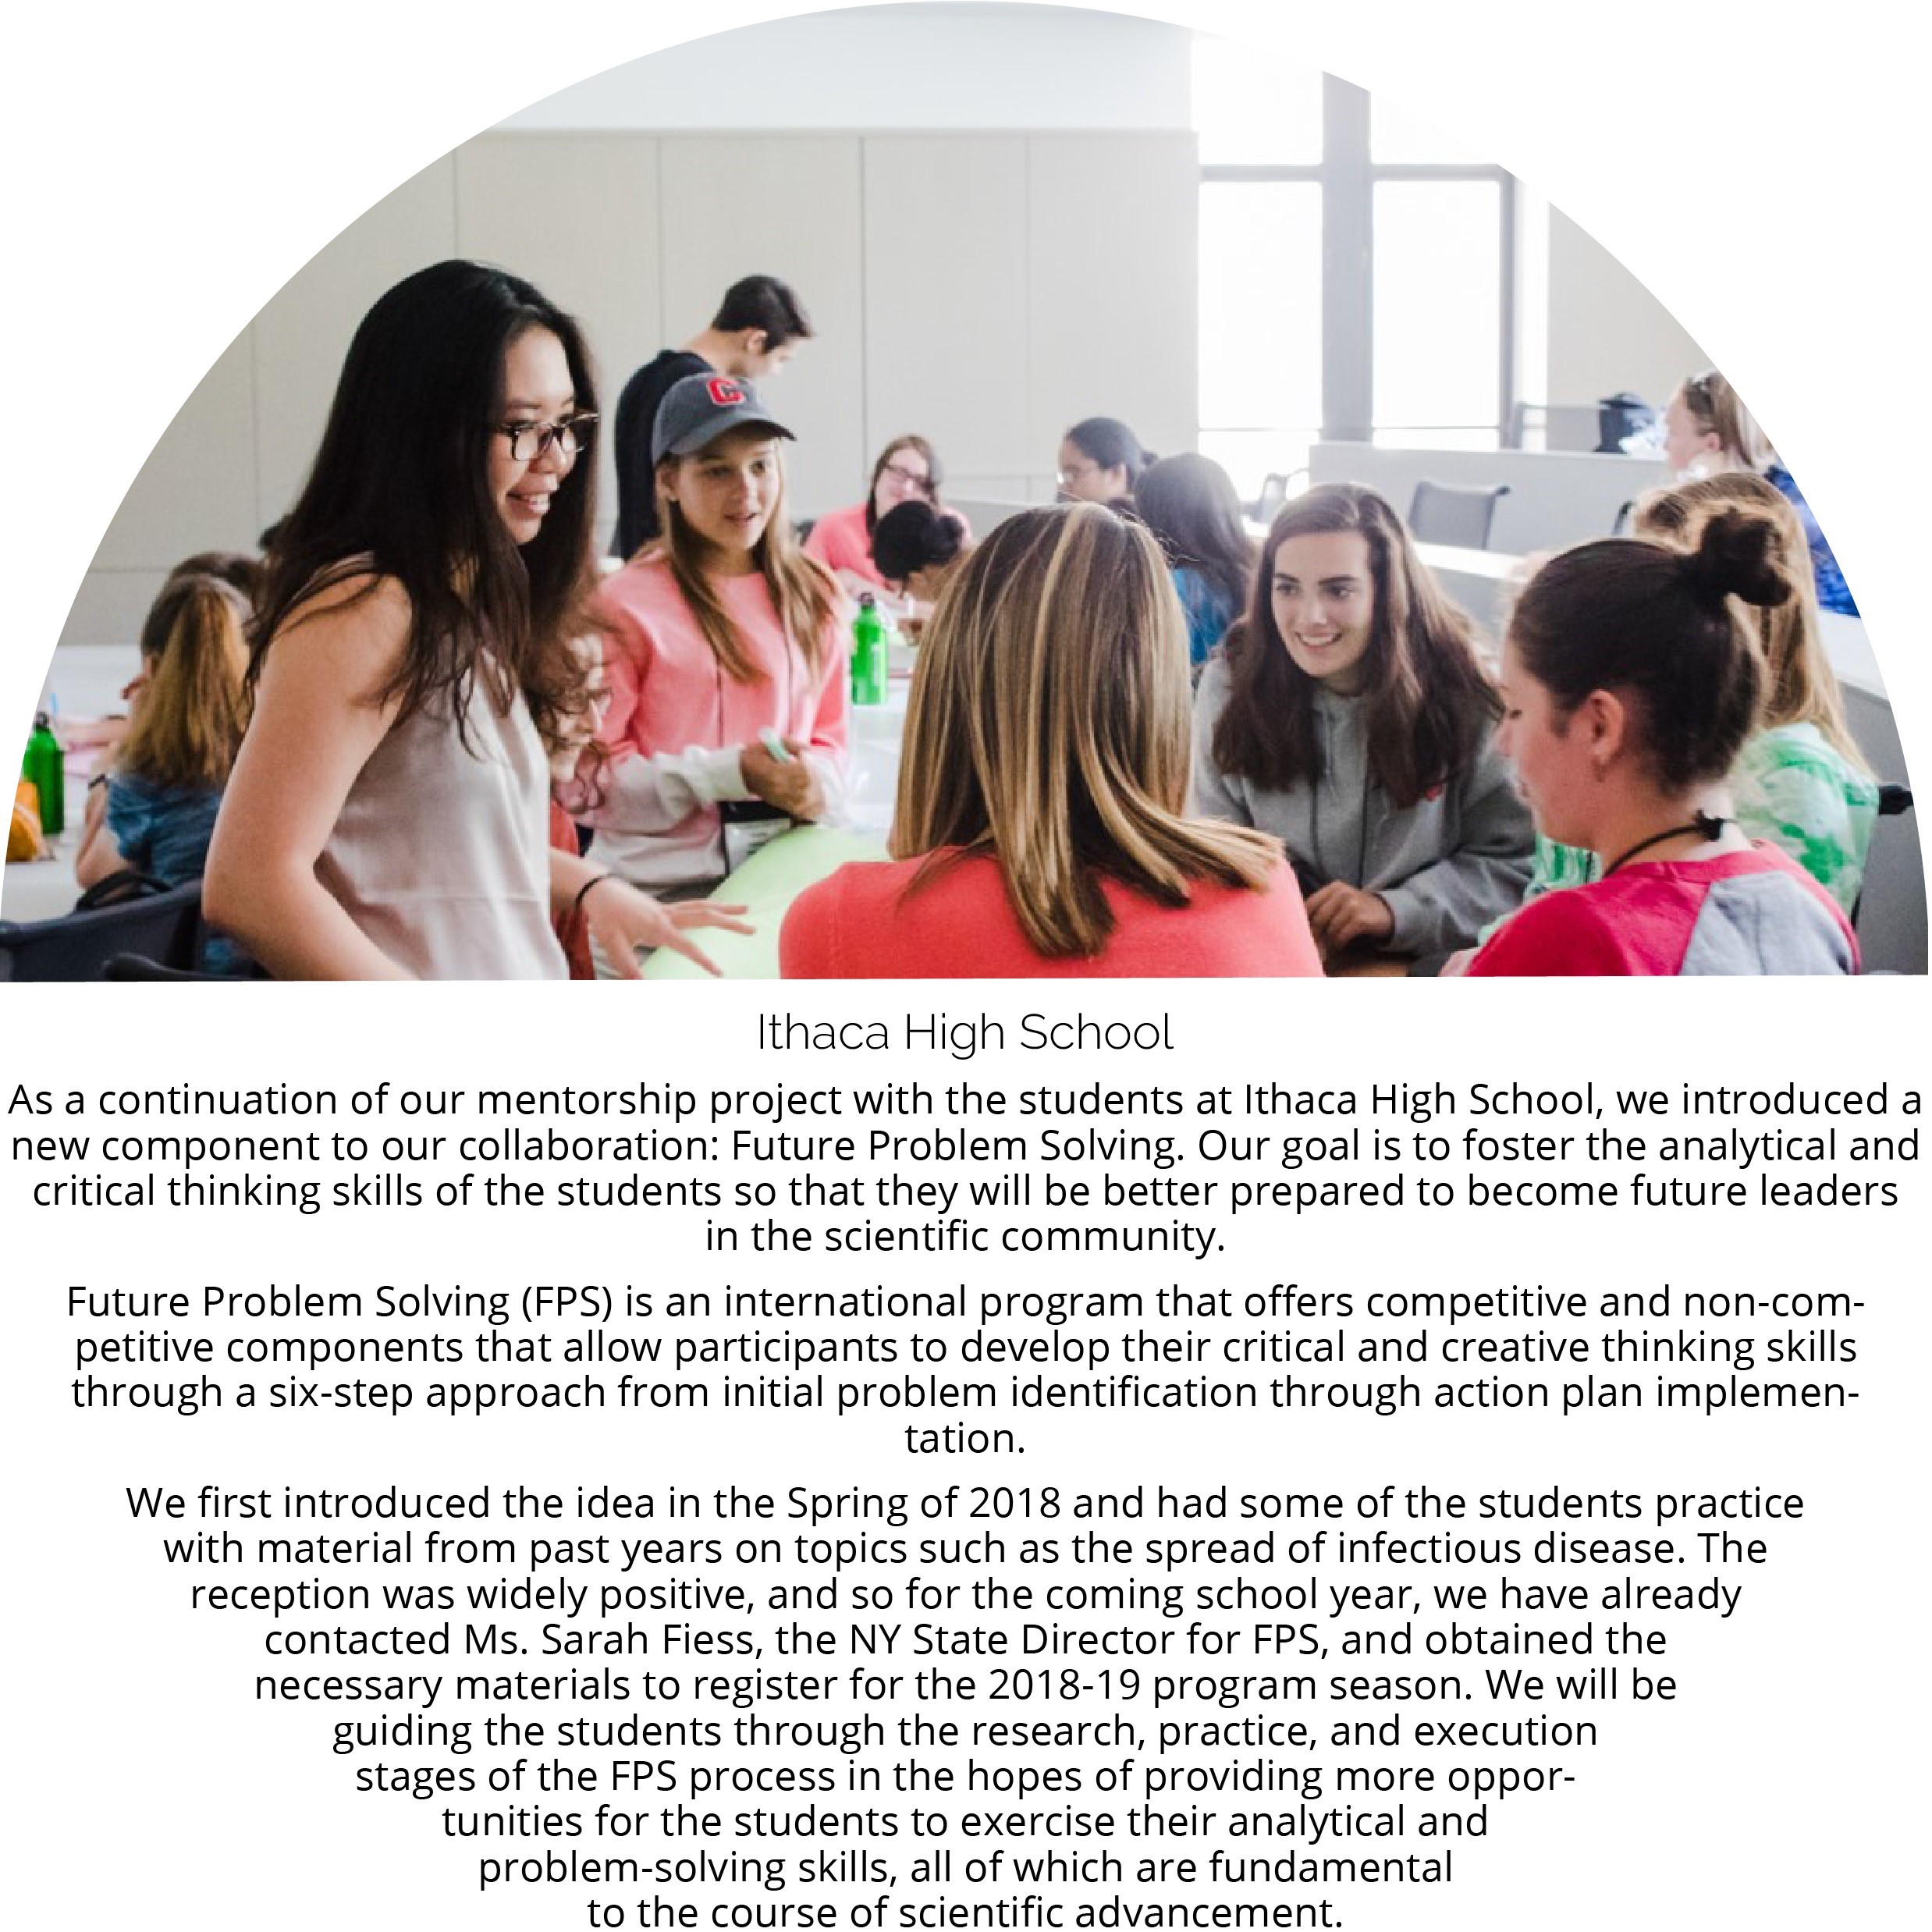 C
Ithaca High School
As a continuation of our mentorship project with the students at Ithaca High School, we introduced a
new component to our collaboration: Future Problem Solving. Our goal is to foster the analytical and
critical thinking skills of the students so that they will be better prepared to become future leaders
in the scientific community.
Future Problem Solving (FPS) is an international program that offers competitive and non-com-
petitive components that allow participants to develop their critical and creative thinking skills
through a six-step approach from initial problem identification through action plan implemen-
tation.
We first introduced the idea in the Spring of 2018 and had some of the students practice
with material from past years on topics such as the spread of infectious disease. The
reception was widely positive, and so for the coming school year, we have already
contacted Ms. Sarah Fiess, the NY State Director for FPS, and obtained the
necessary materials to register for the 2018-19 program season. We will be
guiding the students through the research, practice, and execution
stages of the FPS process in the hopes of providing more oppor-
tunities for the students to exercise their analytical and
problem-solving skills, all of which are fundamental
to the course of scientific advancement.